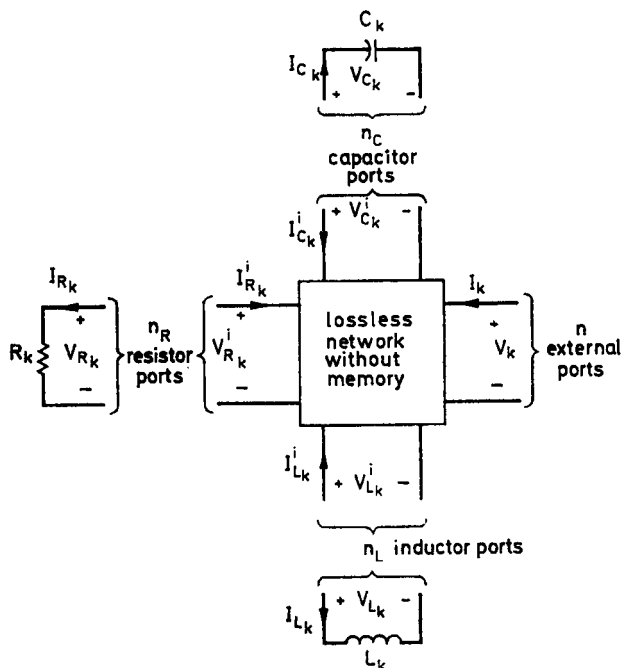 C_k
I_{C_k}
V_{C_k}
+ −
n_C
capacitor
ports
+ V^i_{C_k} −
I^i_{C_k}
I_{R_k}
R_k
+
V_{R_k}
−
n_R
resistor
ports
I^i_{R_k}
+
V^i_{R_k}
−
lossless
network
without
memory
I_k
+
V_k
−
n
external
ports
I^i_{L_k}
+ V^i_{L_k} −
n_L inductor ports
I_{L_k}
+ V_{L_k} −
L_k